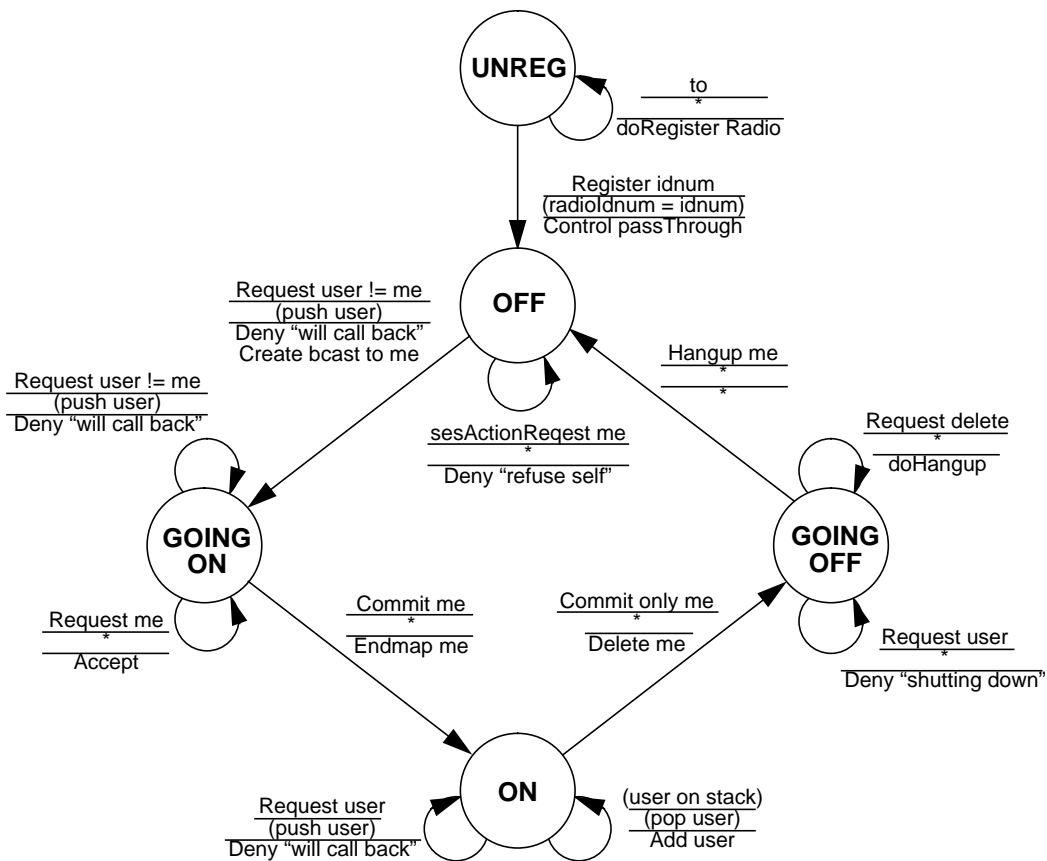 UNREG
to
*
doRegister Radio
Register idnum
(radioIdnum = idnum)
Control passThrough
OFF
Request user != me
(push user)
Deny “will call back”
Create bcast to me
Hangup me
*
*
Request user != me
(push user)
Deny “will call back”
sesActionReqest me
*
Deny “refuse self”
Request delete
*
doHangup
GOING
ON
GOING
OFF
Request me
*
Accept
Commit me
*
Endmap me
Commit only me
*
Delete me
Request user
*
Deny “shutting down”
ON
Request user
(push user)
Deny “will call back”
(user on stack)
(pop user)
Add user